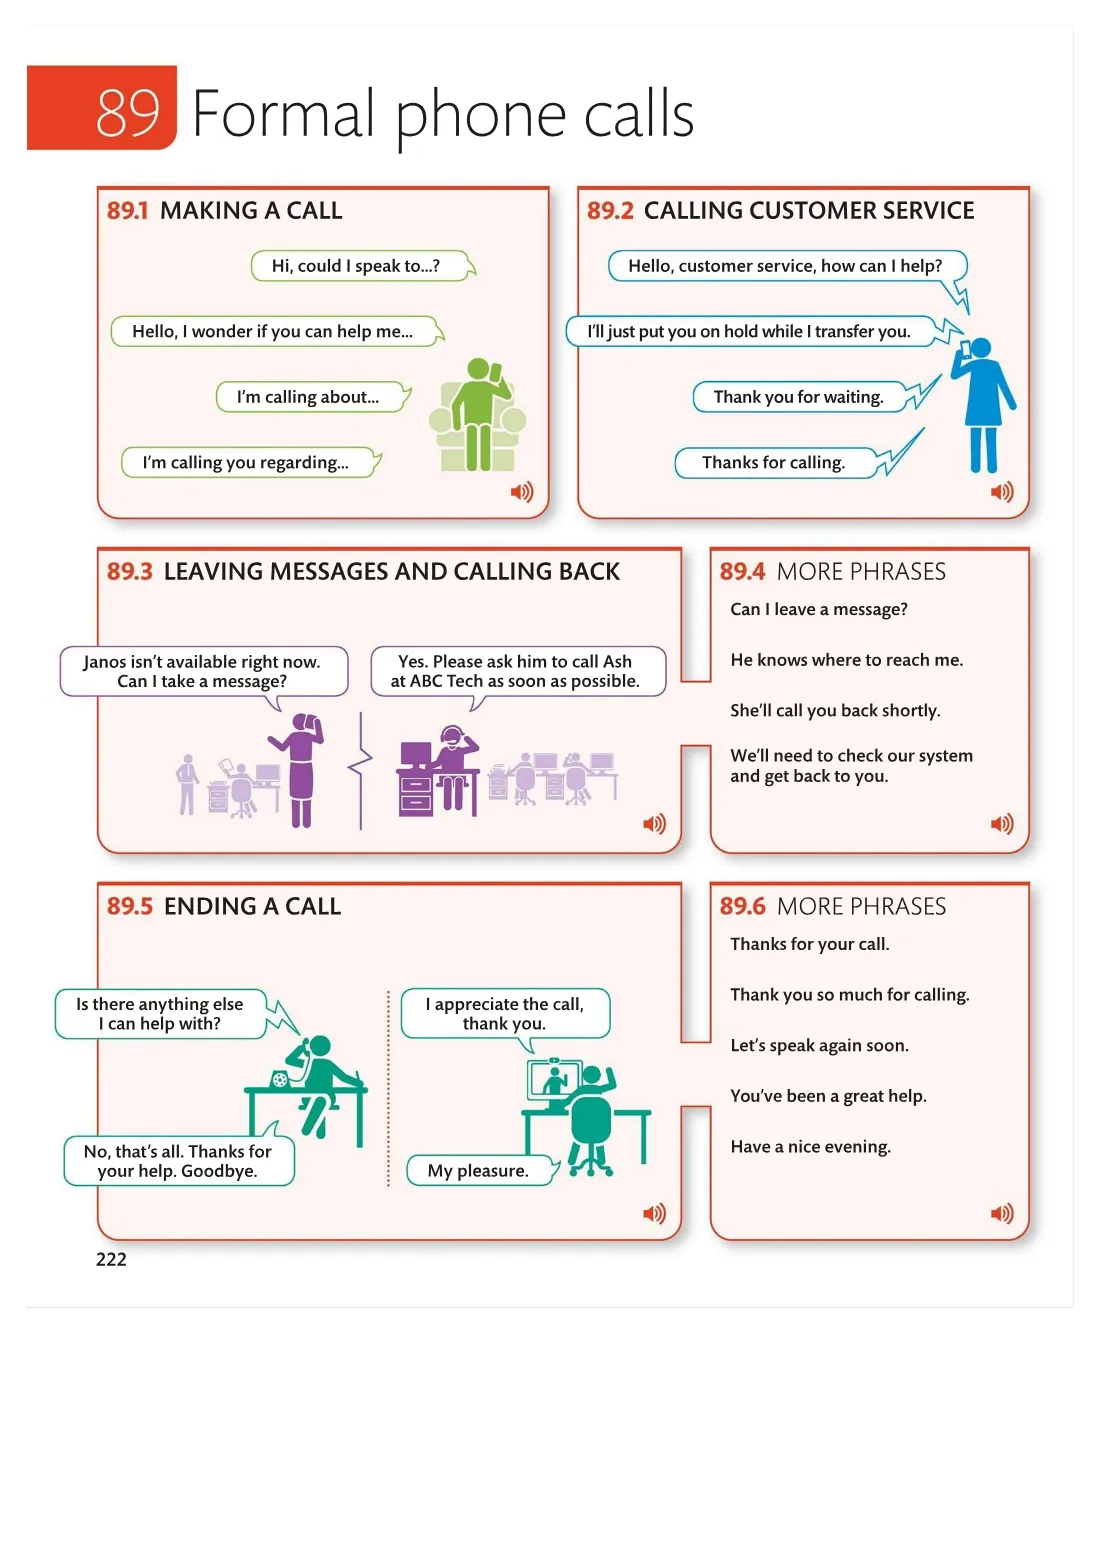 89 Formal phone calls
89.1 MAKING A CALL
Hi, could I speak to...?
Hello, I wonder if you can help me...
I'm calling about...
I'm calling you regarding...
89.2 CALLING CUSTOMER SERVICE
Hello, customer service, how can I help?
I'll just put you on hold while I transfer you.
Thank you for waiting.
Thanks for calling.
89.3 LEAVING MESSAGES AND CALLING BACK
Janos isn't available right now.
Can I take a message?
Yes. Please ask him to call Ash
at ABC Tech as soon as possible.
89.4 MORE PHRASES
Can I leave a message?
He knows where to reach me.
She'll call you back shortly.
We'll need to check our system
and get back to you.
89.5 ENDING A CALL
Is there anything else
I can help with?
No, that's all. Thanks for
your help. Goodbye.
I appreciate the call,
thank you.
My pleasure.
89.6 MORE PHRASES
Thanks for your call.
Thank you so much for calling.
Let's speak again soon.
You've been a great help.
Have a nice evening.
222